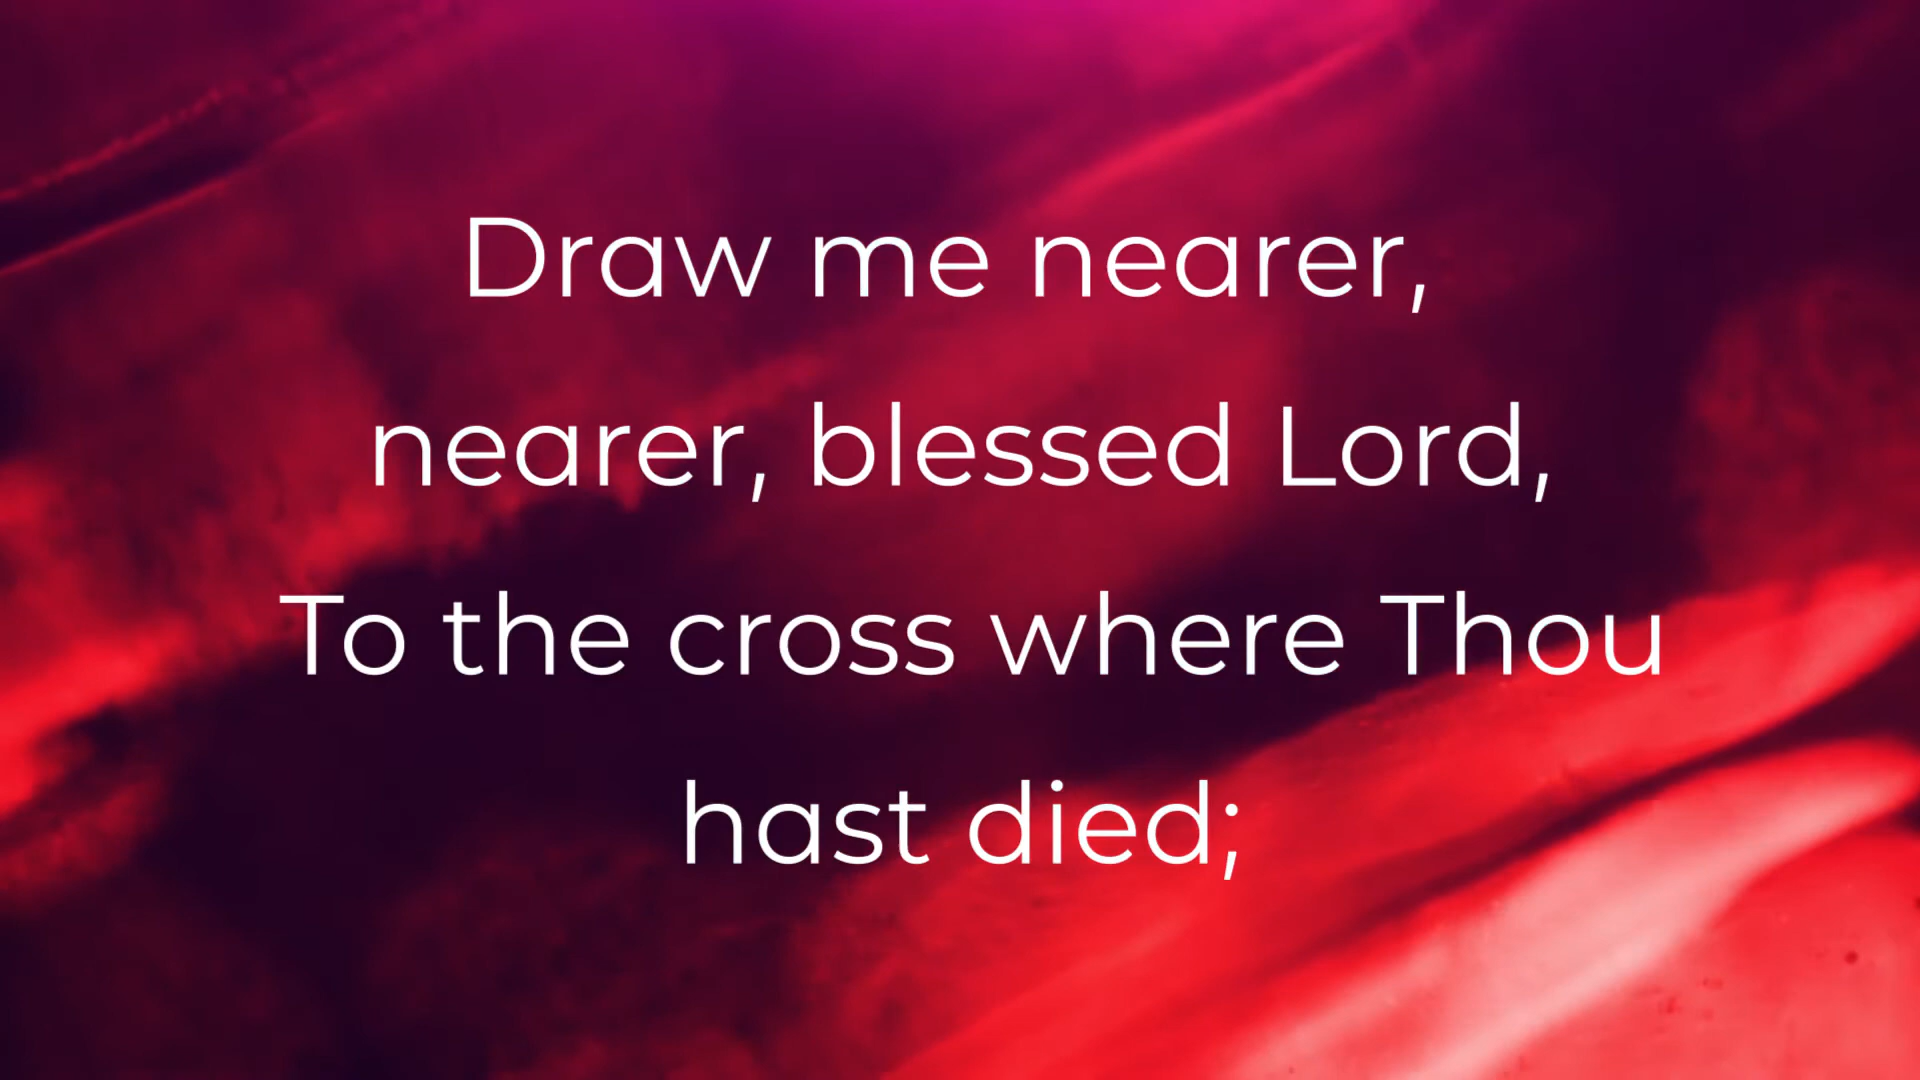 Draw me nearer,
nearer, blessed Lord,
To the cross where Thou
hast died;